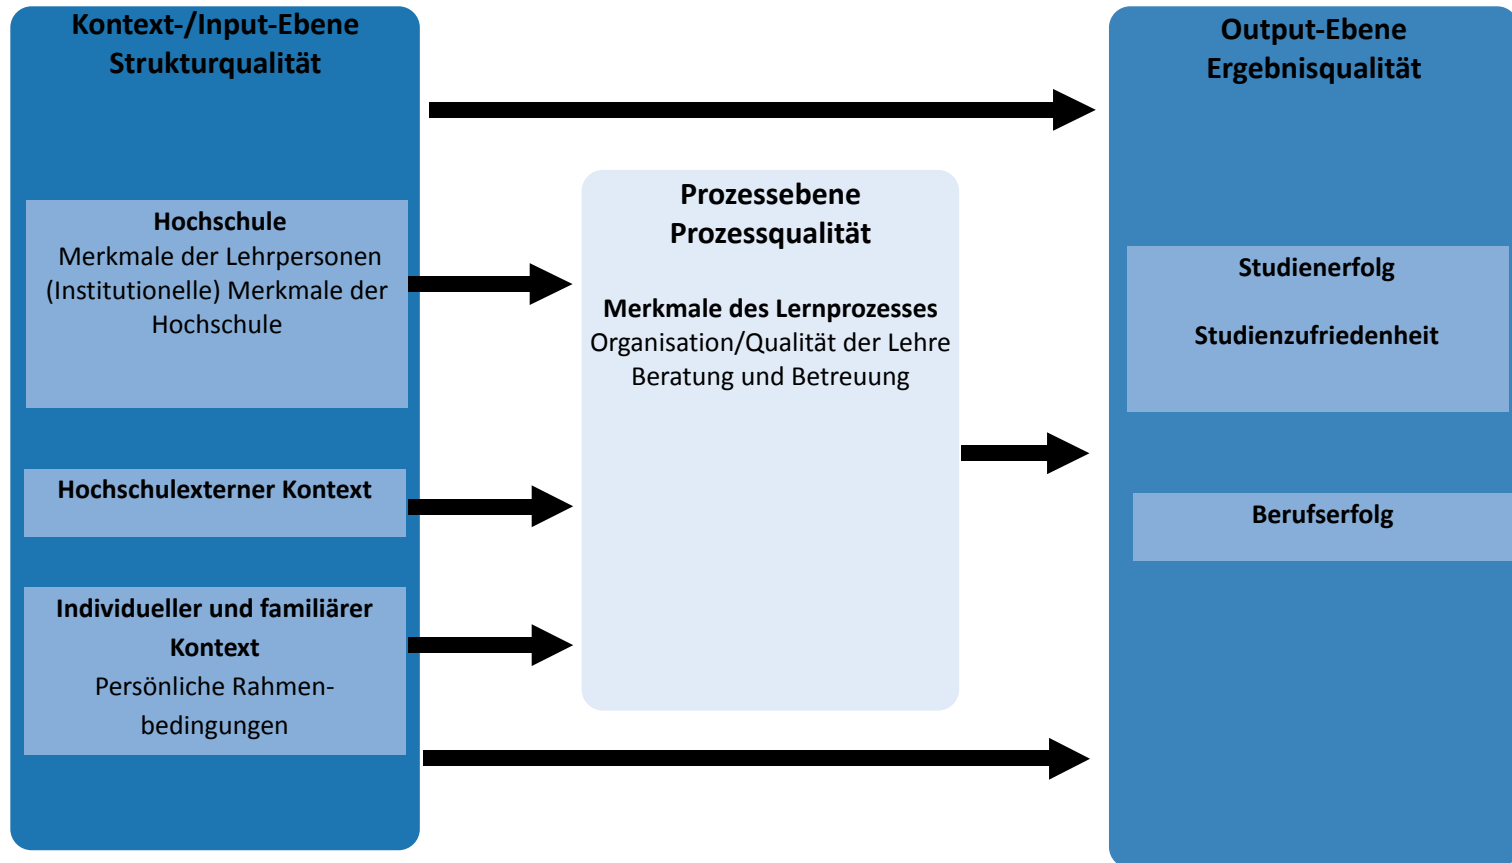 Kontext-/Input-Ebene
Strukturqualität
Hochschule
Merkmale der Lehrpersonen
(Institutionelle) Merkmale der
Hochschule
Hochschulexterner Kontext
Individueller und familiärer
Kontext
Persönliche Rahmen-
bedingungen
Prozessebene
Prozessqualität
Merkmale des Lernprozesses
Organisation/Qualität der Lehre
Beratung und Betreuung
Output-Ebene
Ergebnisqualität
Studienerfolg
Studienzufriedenheit
Berufserfolg